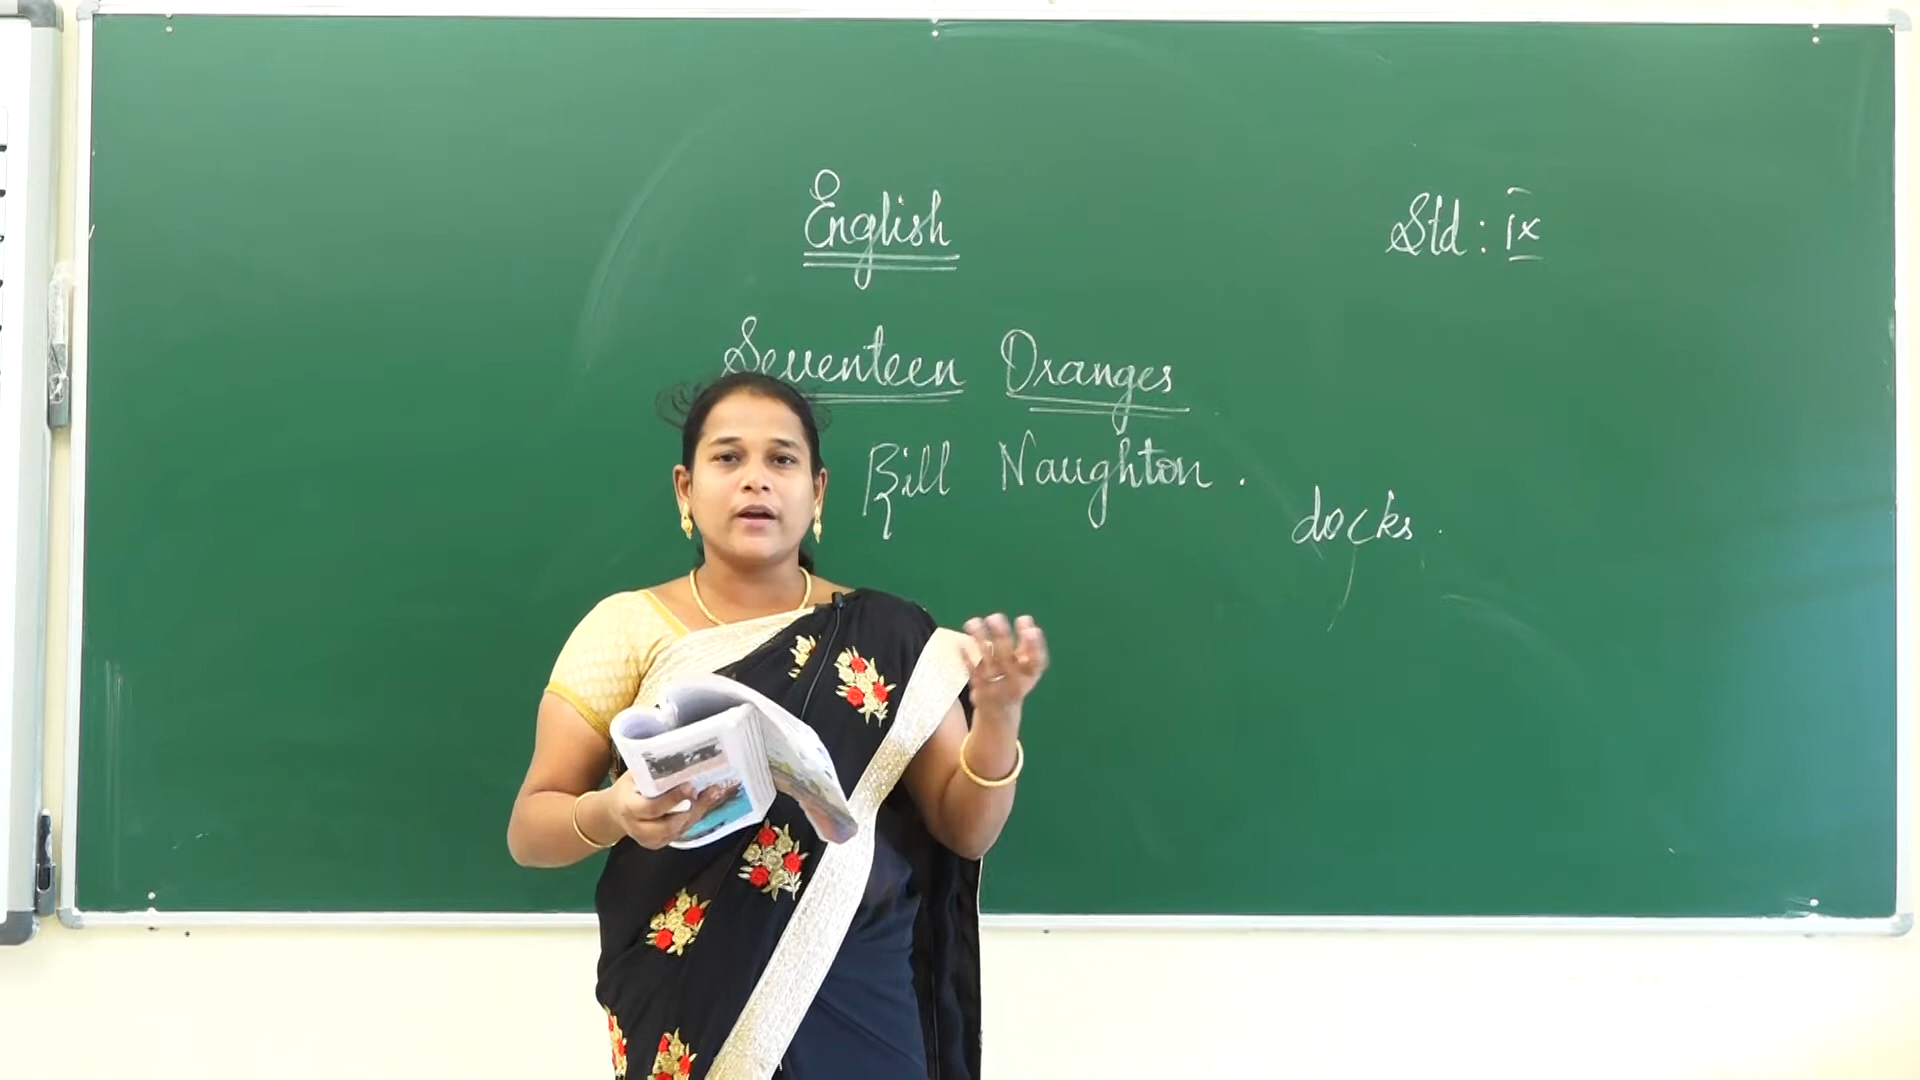 English
Std : IX
Seventeen Oranges
Bill Naughton .
docks .